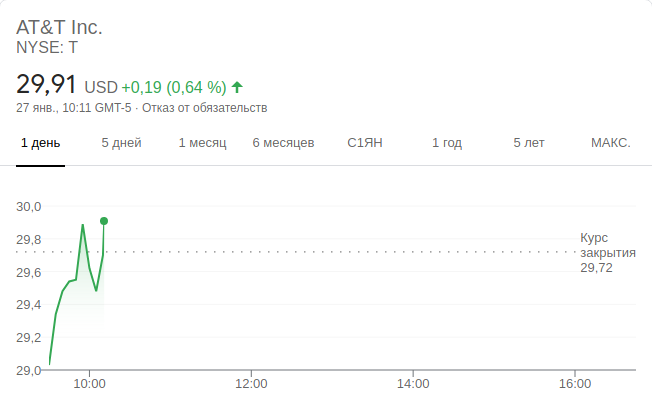 AT&T Inc.
NYSE: T
29,91 USD +0,19 (0,64 %)
27 янв., 10:11 GMT-5 · Отказ от обязательств
1 день 5 дней 1 месяц 6 месяцев С1ЯН 1 год 5 лет МАКС.
30,0
29,8
29,6
29,4
29,2
29,0
Курс
закрытия
29,72
10:00 12:00 14:00 16:00